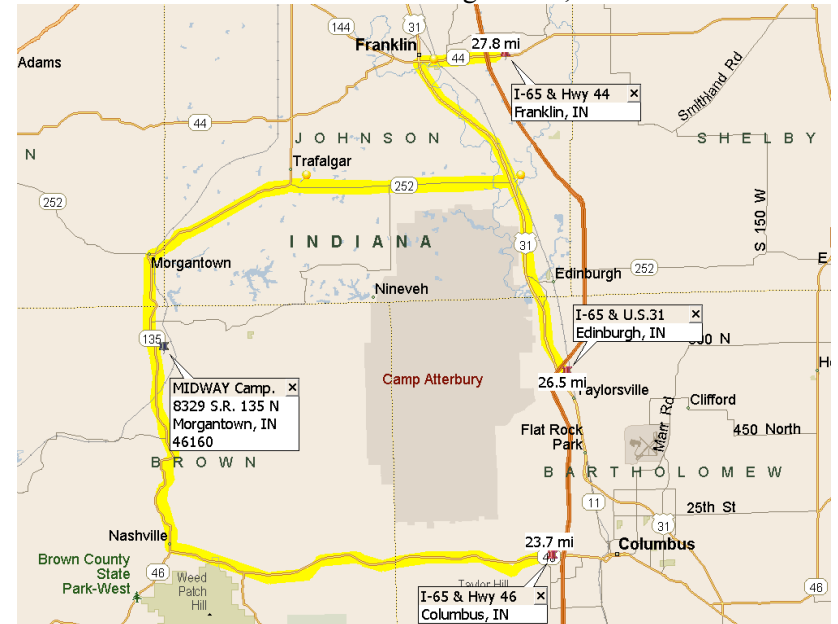 144
31
27.8 mi
Franklin
44
Adams
I-65 & Hwy 44 ×
Franklin, IN
Smithland Rd
44
J O H N S O N
S H E L B Y
N
Trafalgar
252
252
S 150 W
I N D I A N A
31
Morgantown
Edinburgh
252
E
Nineveh
I-65 & U.S.31 ×
Edinburgh, IN
00 N
135
Camp Atterbury
26.5 mi
Taylorsville
MIDWAY Camp. ×
8329 S.R. 135 N
Morgantown, IN
46160
Clifford
Marr Rd
450 North
Flat Rock
Park
B R O W N
B A R T H O L O M E W
11
25th St
31
Nashville
23.7 mi
46
Columbus
Brown County
State
Park-West
46
Weed
Patch
Hill
Taylor Hill
46
I-65 & Hwy 46 ×
Columbus, IN